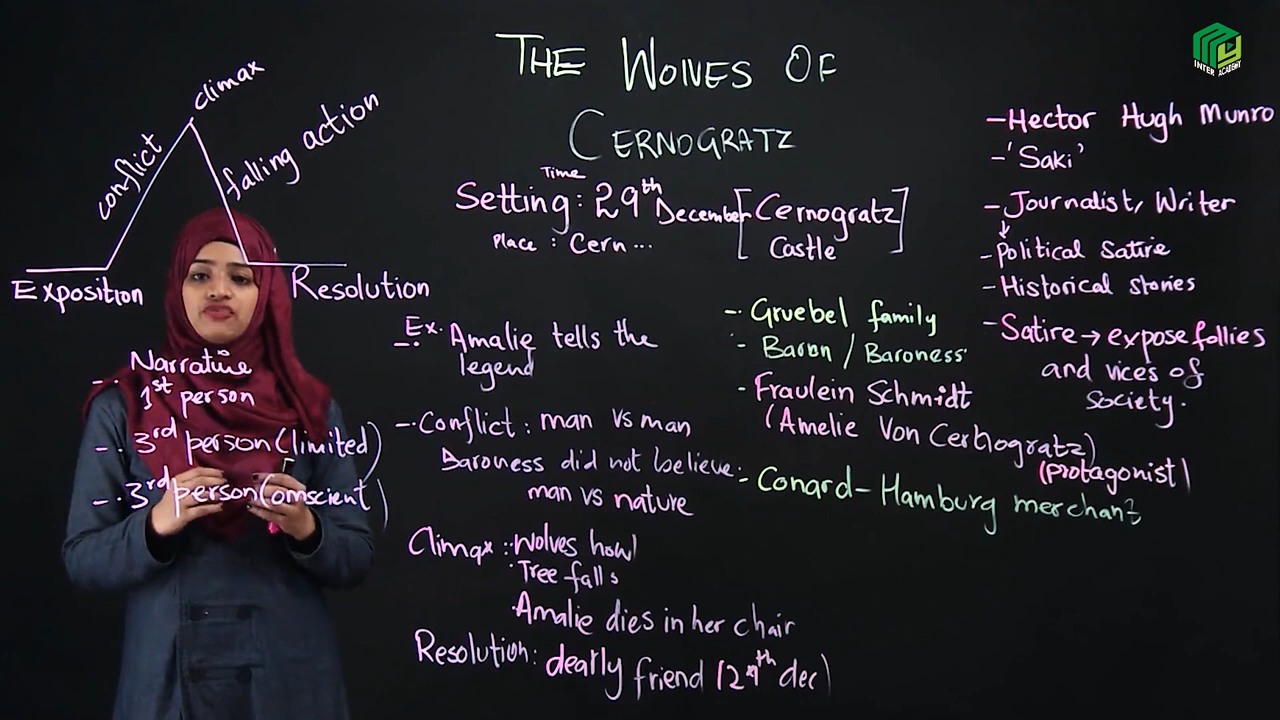 THE WOLVES OF
CERNOGRATZ
climax
conflict
falling action
Exposition
Resolution
-. Narrative
1st person
-. 3rd person (limited)
-. 3rd person (omscient)
Time
Setting: 29th December [Cernogratz
Castle]
Place : Cern...
Ex. Amalie tells the
legend
-. Conflict : man vs man
Baroness did not believe.
man vs nature
Climax :. Wolves howl
. Tree falls
. Amalie dies in her chair
Resolution: dearly friend (29th dec)
-. Gruebel family
- Baron / Baroness
- Fraulein Schmidt
(Amelie Von Cernogratz)
(protagonist)
- Conard - Hamburg merchant
- Hector Hugh Munro
- 'Saki'
- Journalist, Writer
↓
- Political Satire
- Historical stories
- Satire → expose follies
and vices of
society.
MY
INTER ACADEMY